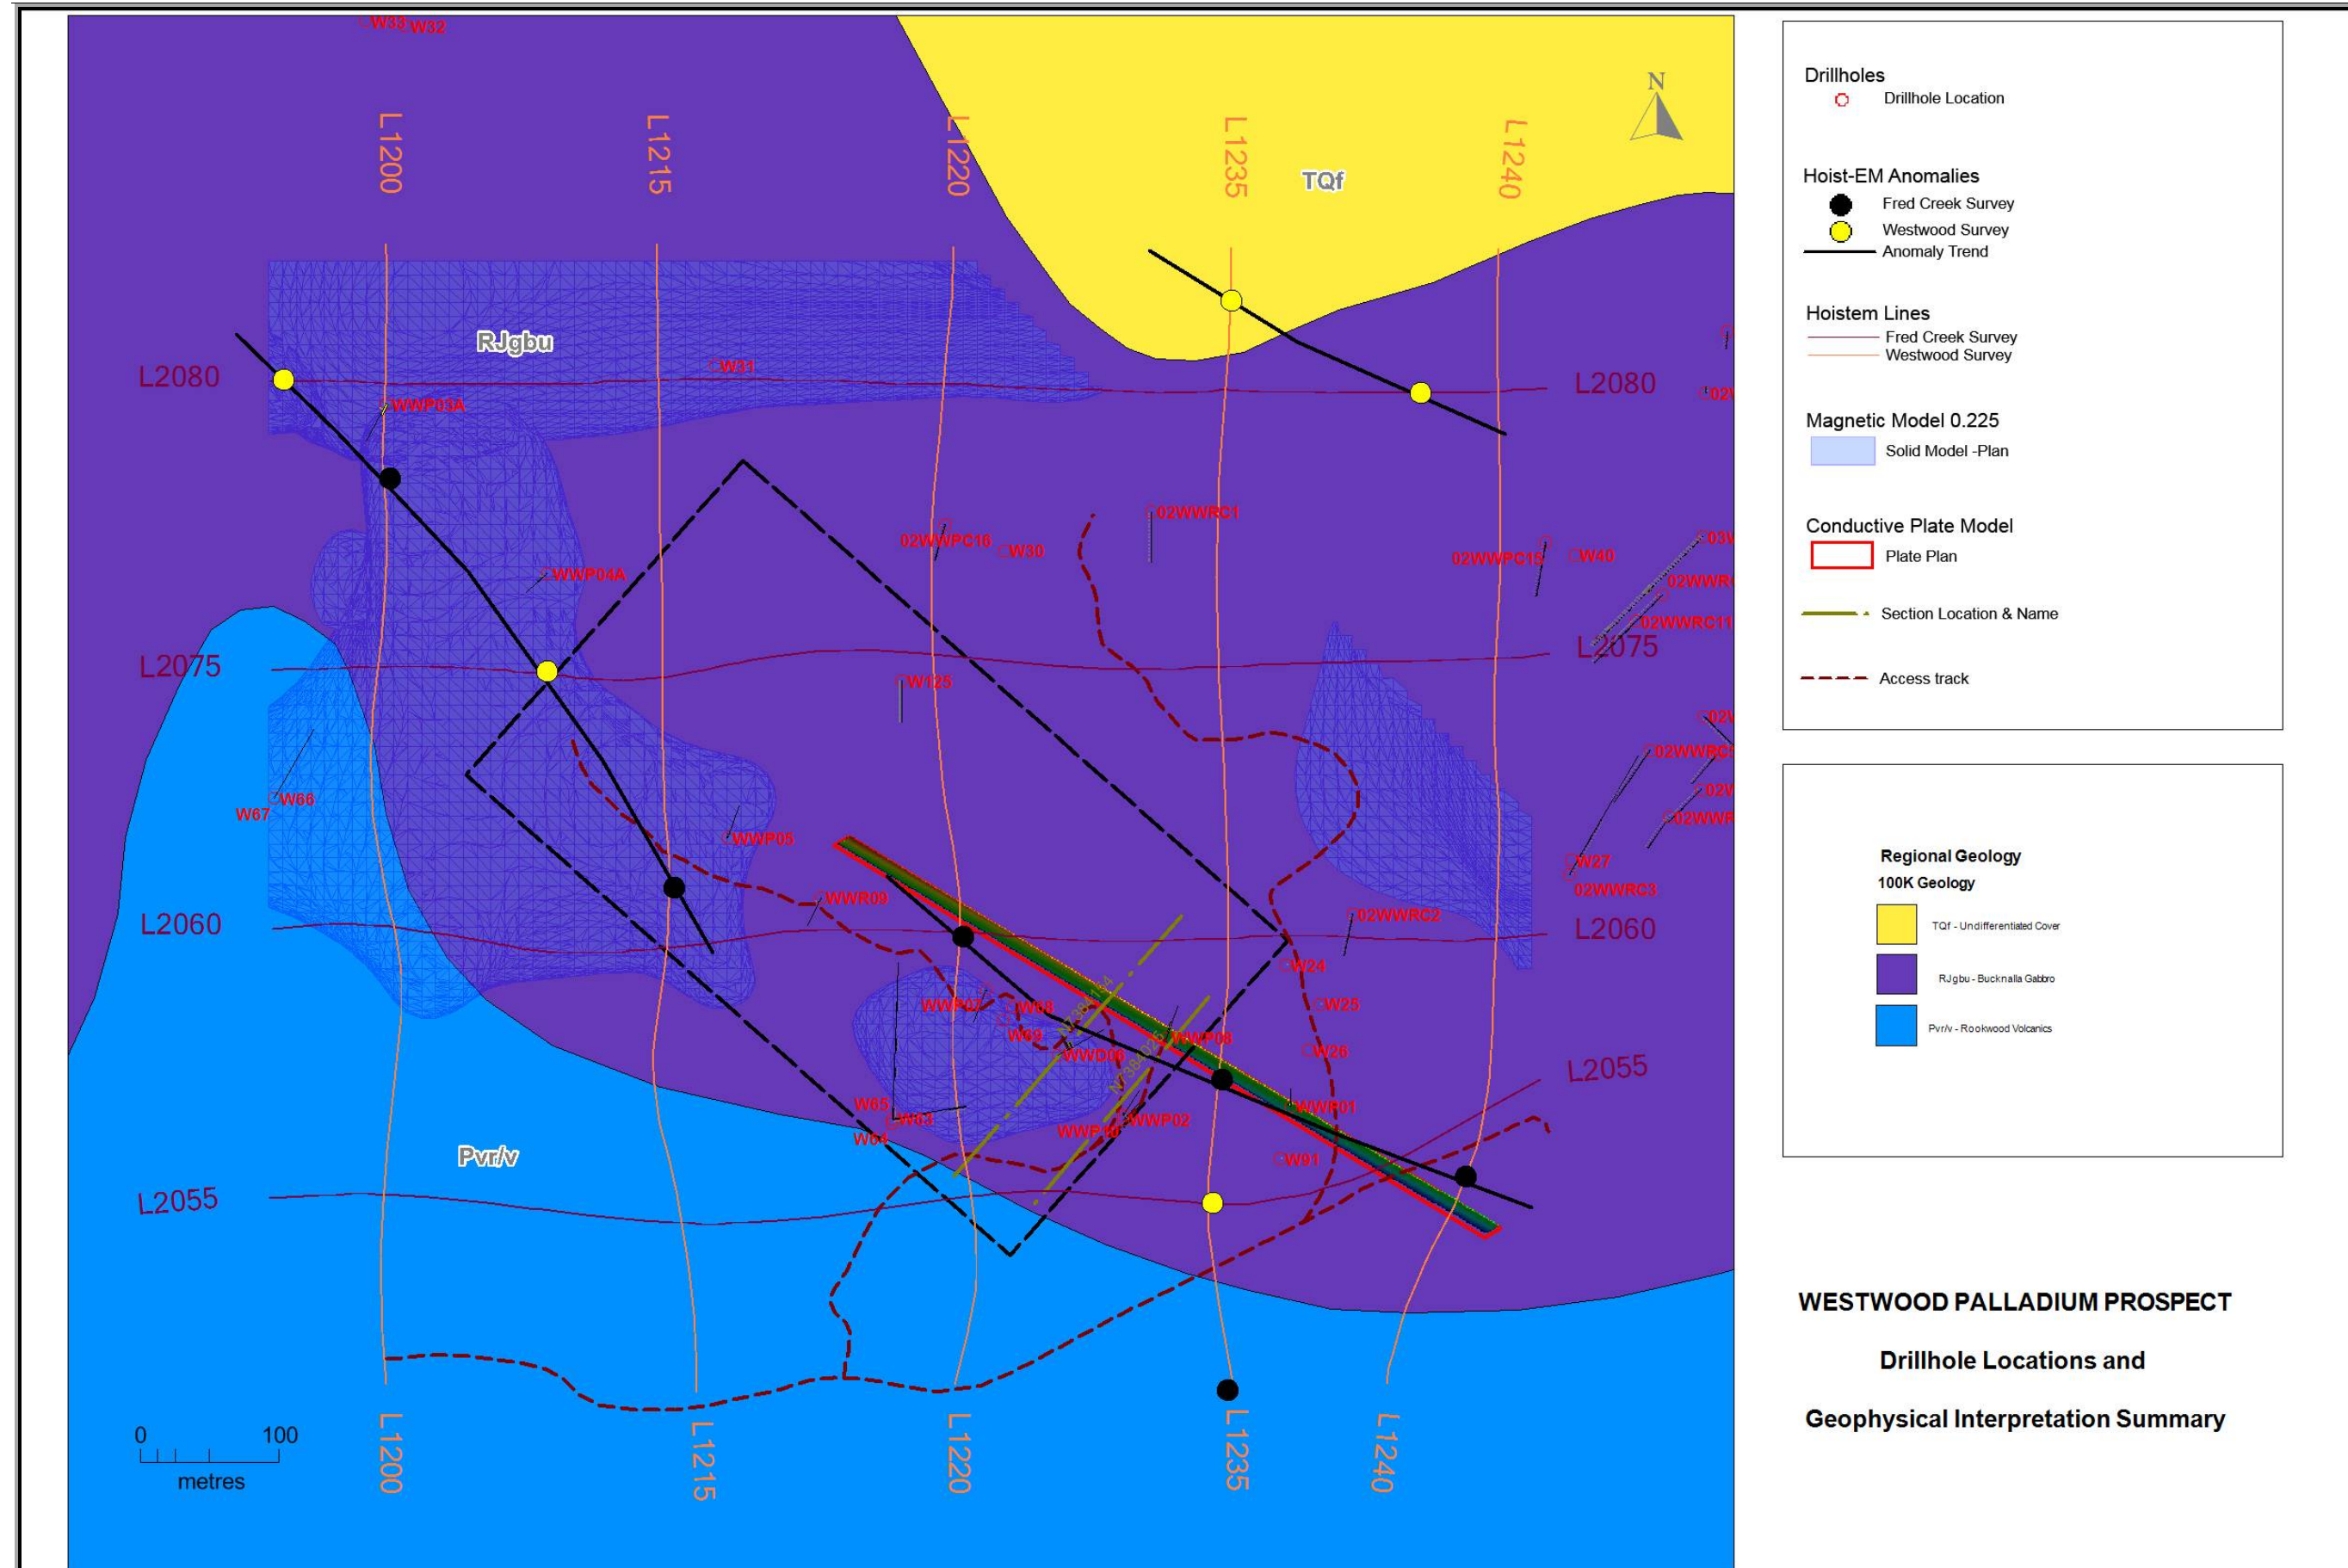 W33
W32
N
L1200
L1215
L1220
L1235
L1240
TQf
RJgbu
W31
L2080
L2080
WWP03A
02WWRC1
02WWPC16
W30
02WWPC15
W40
WWP04A
02WWRC11
L2075
L2075
W125
W66
W67
WWP05
W27
02WWRC3
WWR09
02WWRC2
L2060
L2060
W24
W68
W25
W69
WWP08
WWD06
W26
L2055
W65
W63
WWP01
W64
WWP10
WWP02
Pvr/v
W91
L2055
L1200
L1215
L1220
L1235
L1240
0 100
metres
Drillholes
Drillhole Location
Hoist-EM Anomalies
Fred Creek Survey
Westwood Survey
Anomaly Trend
Hoistem Lines
Fred Creek Survey
Westwood Survey
Magnetic Model 0.225
Solid Model -Plan
Conductive Plate Model
Plate Plan
Section Location & Name
Access track
Regional Geology
100K Geology
TQf - Undifferentiated Cover
RJgbu - Bucknalla Gabbro
Pvr/v - Rookwood Volcanics
WESTWOOD PALLADIUM PROSPECT
Drillhole Locations and
Geophysical Interpretation Summary